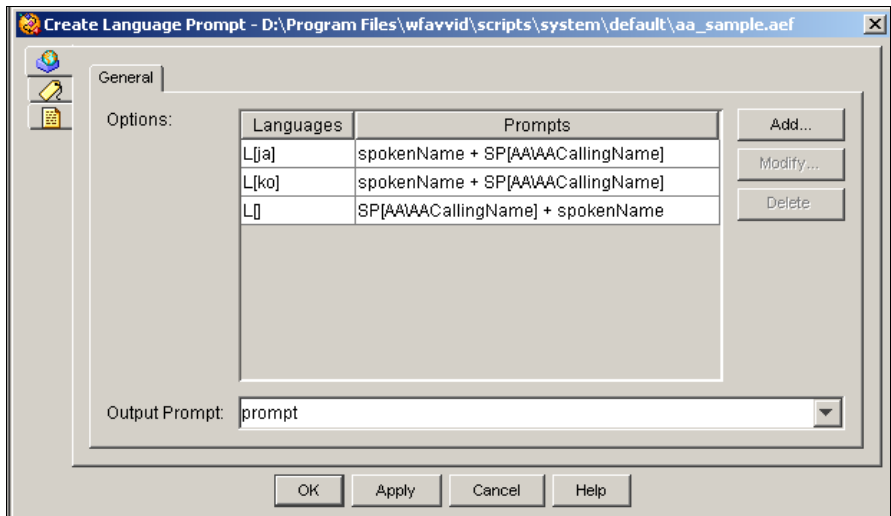 Create Language Prompt - D:\Program Files\wfavvid\scripts\system\default\aa_sample.aef
General
Options:
Languages Prompts
L[ja] spokenName + SP[AA\AACallingName]
L[ko] spokenName + SP[AA\AACallingName]
L[] SP[AA\AACallingName] + spokenName
Add...
Modify...
Delete
Output Prompt: prompt
OK Apply Cancel Help